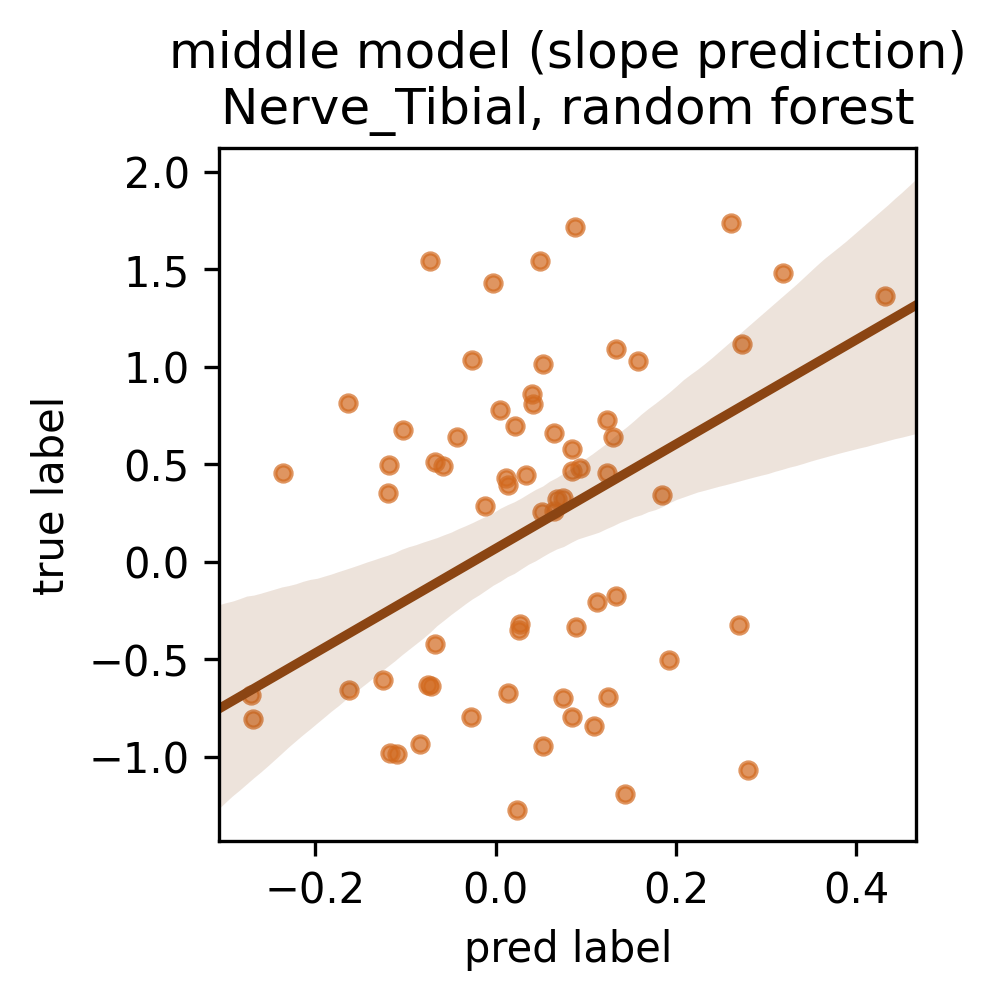 middle model (slope prediction)
Nerve_Tibial, random forest
2.0
1.5
1.0
0.5
0.0
−0.5
−1.0
true label
−0.2
0.0
0.2
0.4
pred label